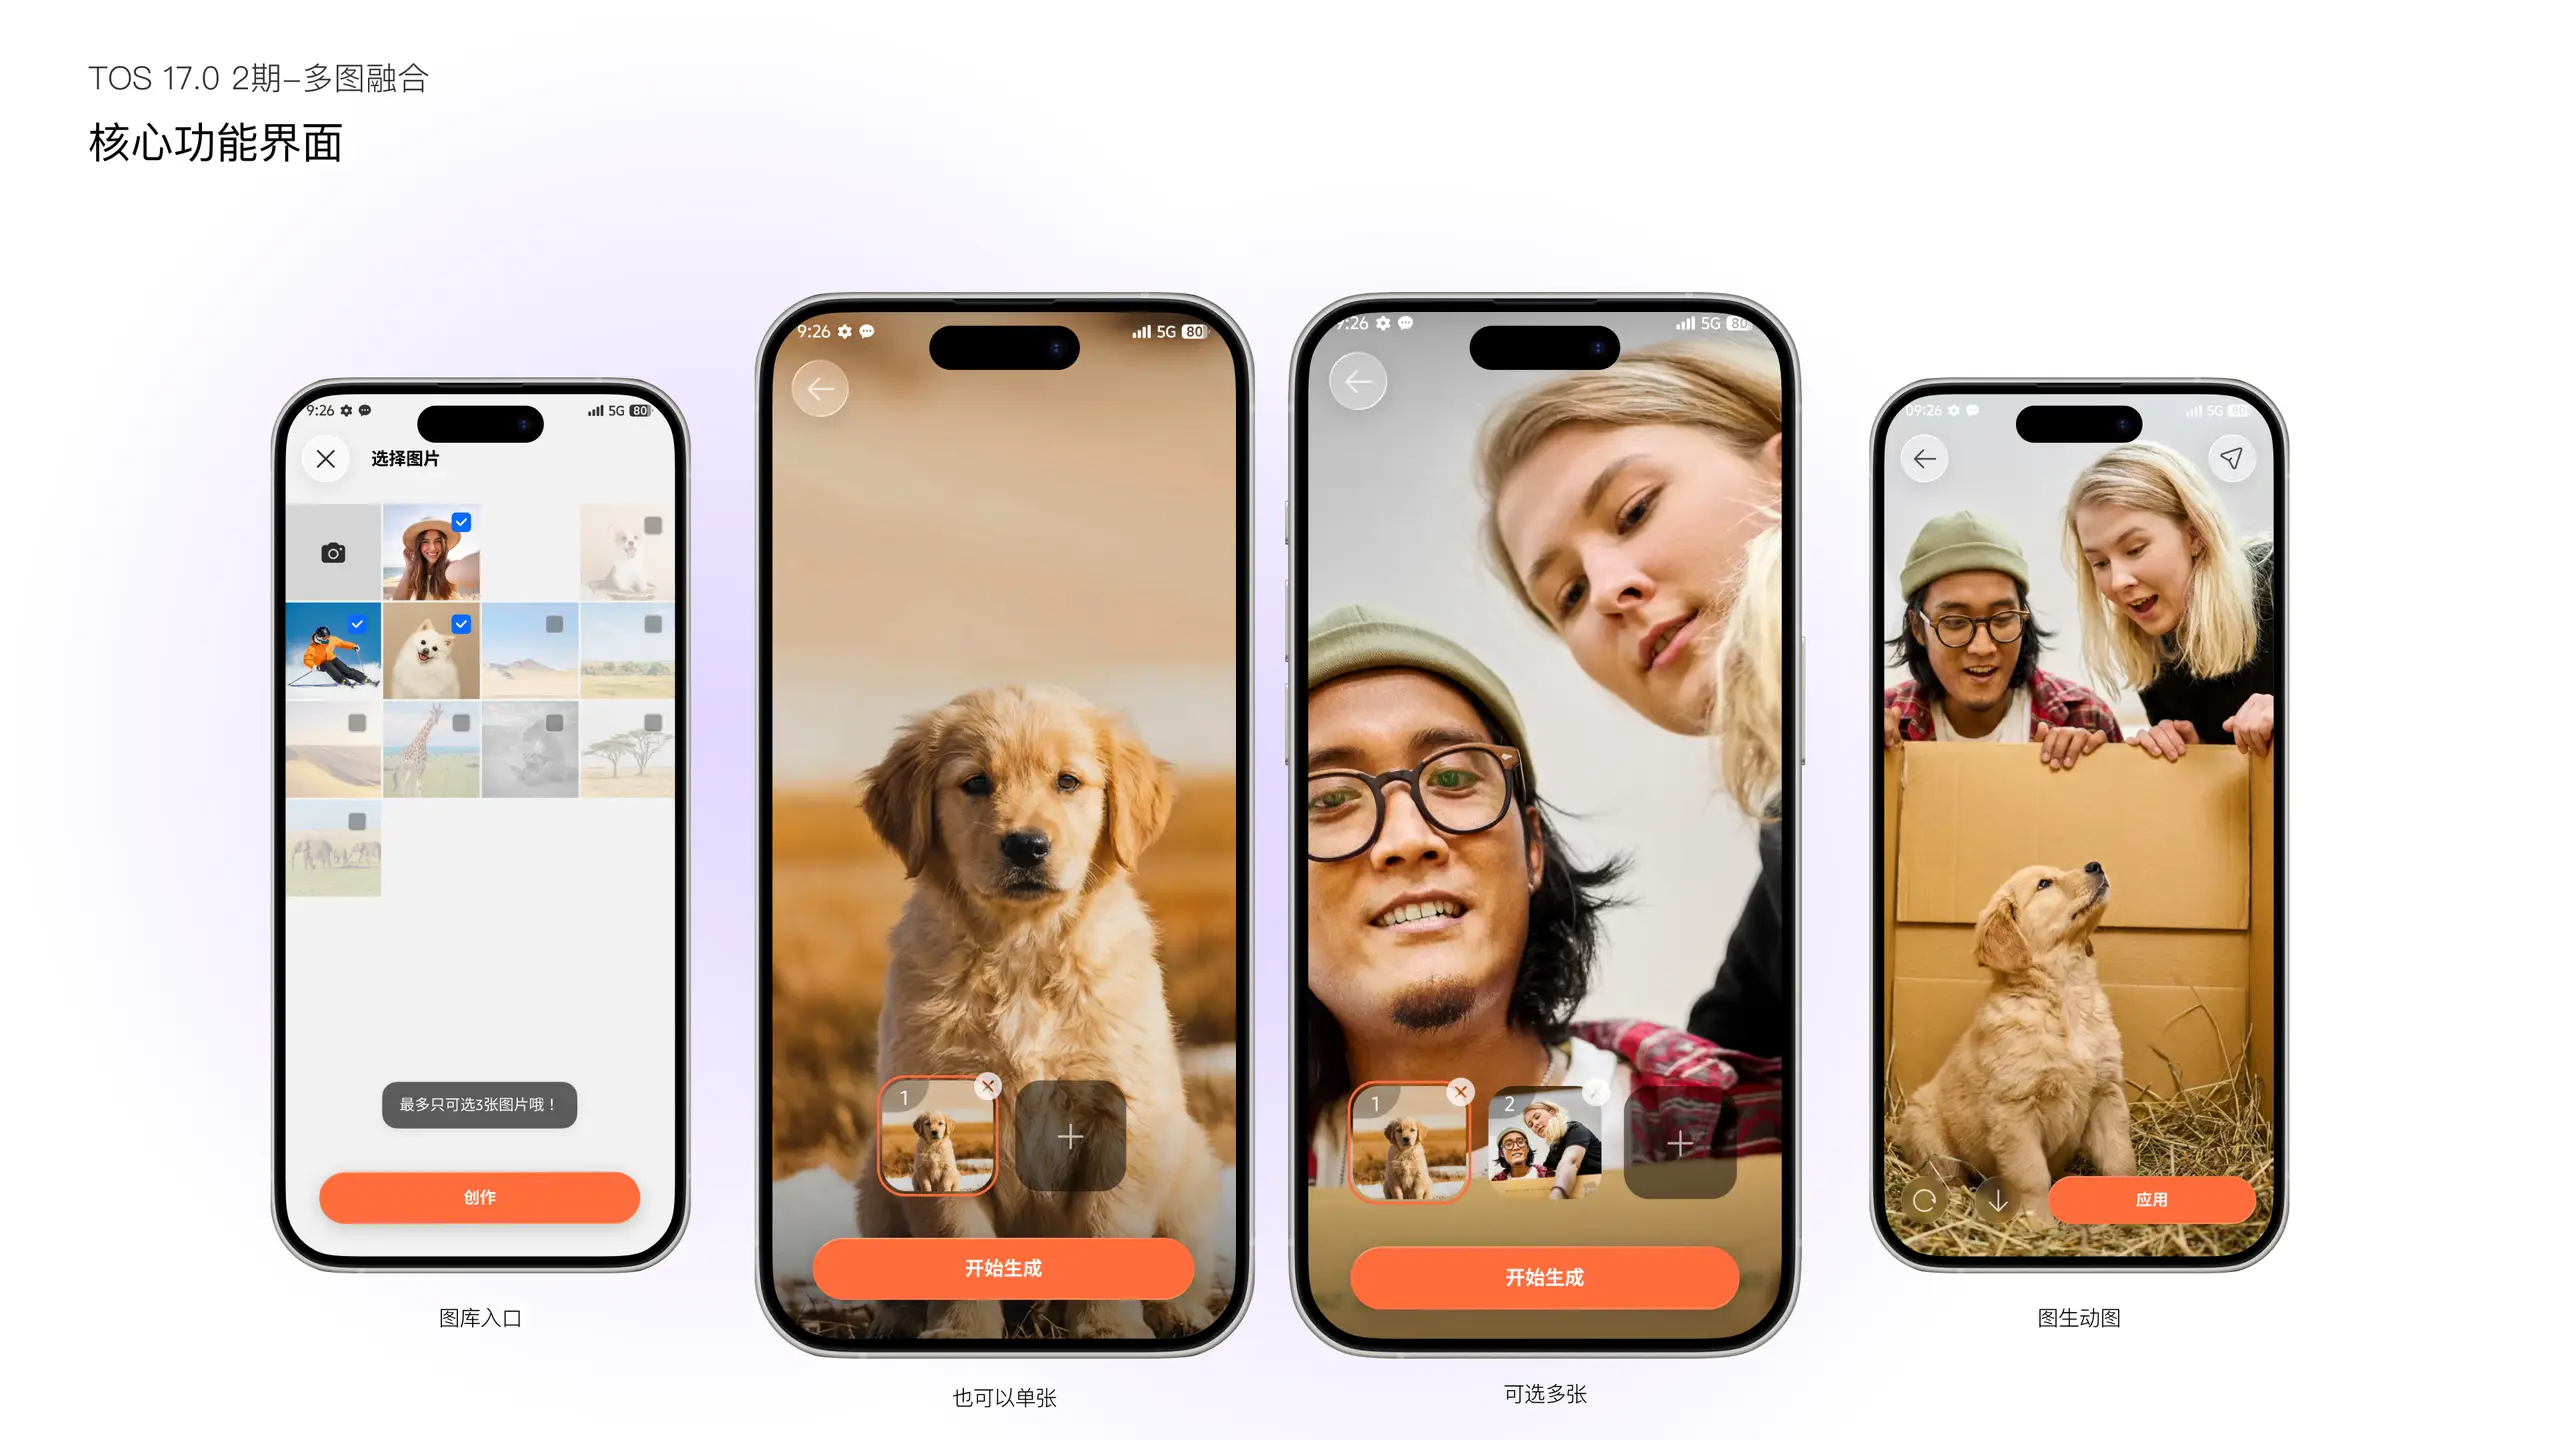 TOS 17.0 2期-多图融合
核心功能界面
9:26 5G 80
选择图片
最多只可选3张图片哦！
创作
图库入口
9:26 5G 80
1
开始生成
也可以单张
9:26 5G 80
1 2
开始生成
可选多张
09:26 5G 80
应用
图生动图